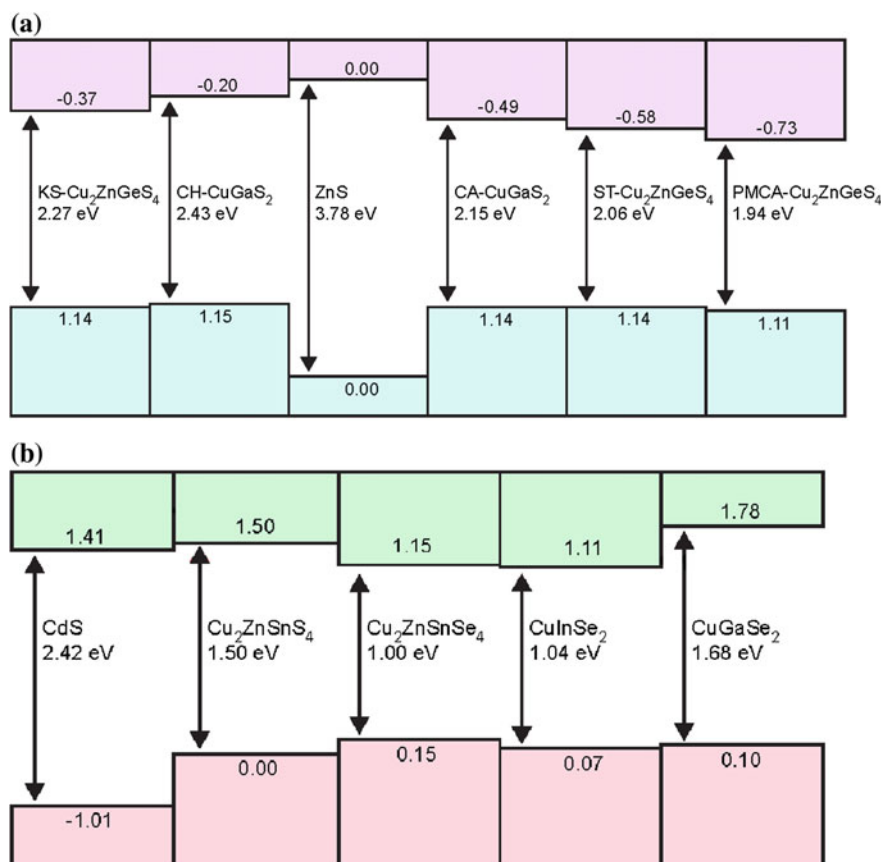 (a)
-0.37 -0.20 0.00 -0.49 -0.58 -0.73
KS-Cu₂ZnGeS₄ CH-CuGaS₂ ZnS CA-CuGaS₂ ST-Cu₂ZnGeS₄ PMCA-Cu₂ZnGeS₄
2.27 eV 2.43 eV 3.78 eV 2.15 eV 2.06 eV 1.94 eV
1.14 1.15 0.00 1.14 1.14 1.11
(b)
1.41 1.50 1.15 1.11 1.78
CdS Cu₂ZnSnS₄ Cu₂ZnSnSe₄ CuInSe₂ CuGaSe₂
2.42 eV 1.50 eV 1.00 eV 1.04 eV 1.68 eV
-1.01 0.00 0.15 0.07 0.10